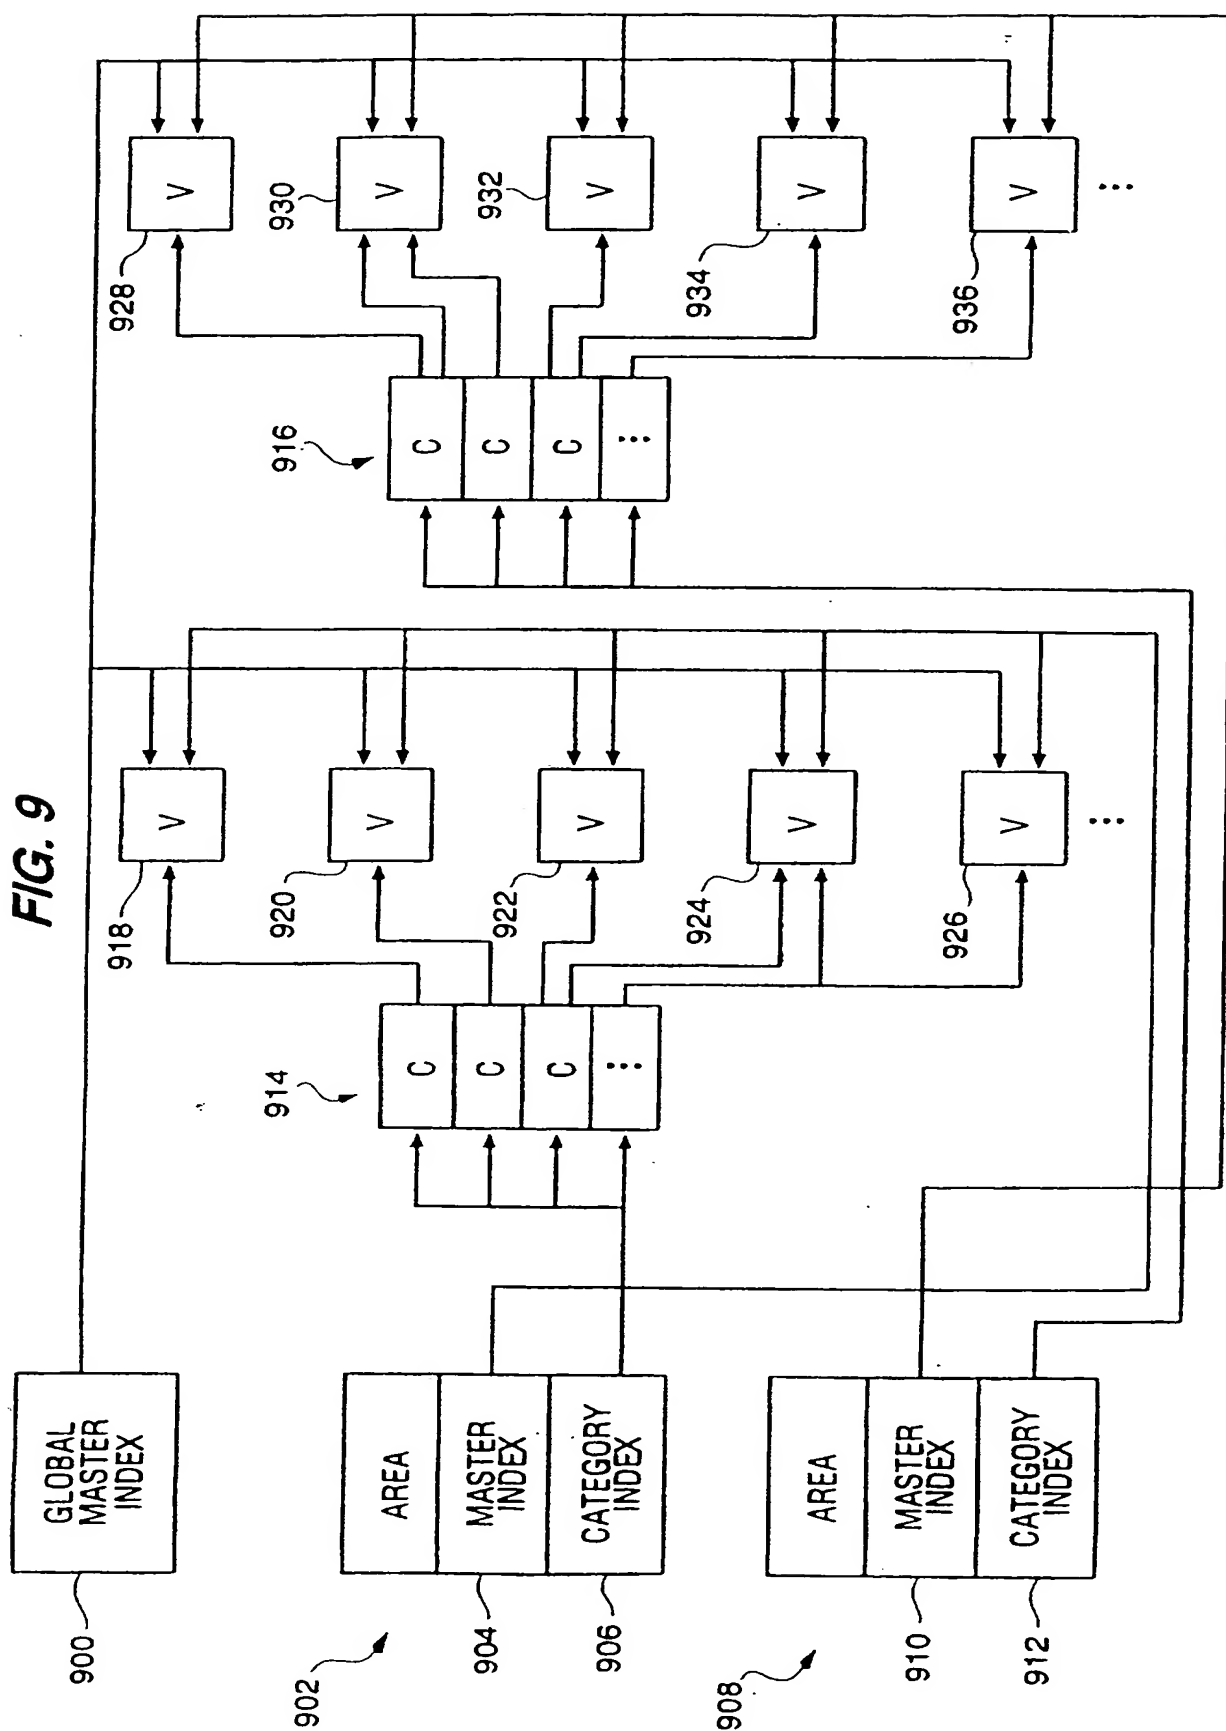 FIG. 9
GLOBAL
MASTER
INDEX
900
902
AREA
MASTER
INDEX
904
CATEGORY
INDEX
906
908
AREA
MASTER
INDEX
910
CATEGORY
INDEX
912
914
C
C
C
⋮
918
V
920
V
922
V
924
V
926
V
⋮
916
C
C
C
⋮
928
V
930
V
932
V
934
V
936
V
⋮